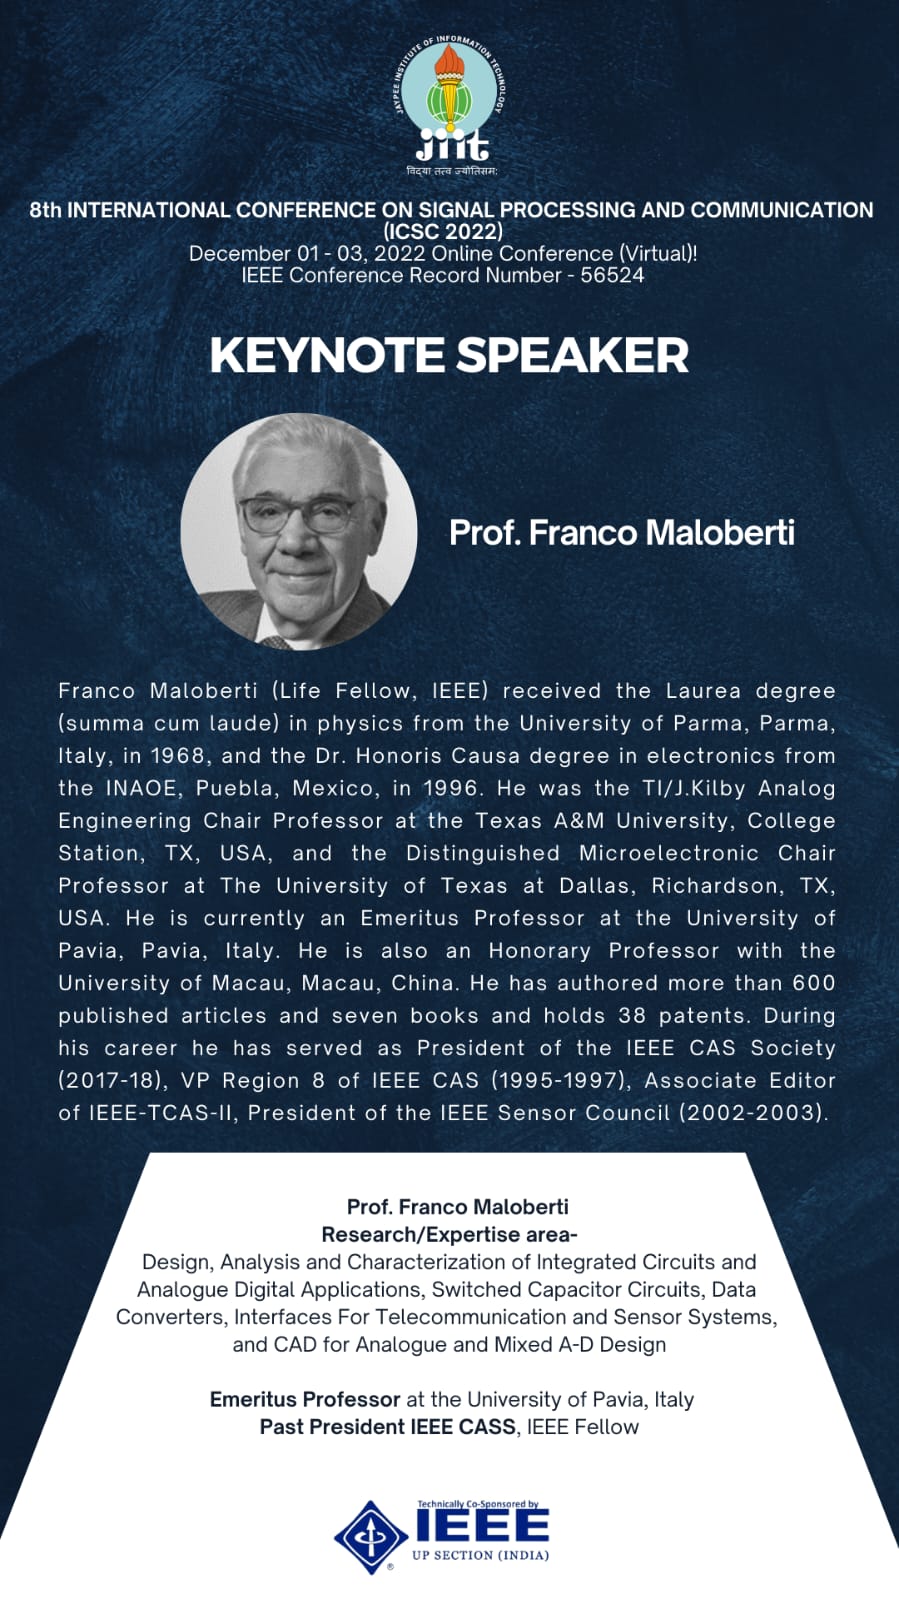 JAYPEE INSTITUTE OF INFORMATION TECHNOLOGY
jiit
विद्या तत्व ज्योतिसम:
8th INTERNATIONAL CONFERENCE ON SIGNAL PROCESSING AND COMMUNICATION
(ICSC 2022)
December 01 - 03, 2022 Online Conference (Virtual)!
IEEE Conference Record Number - 56524
KEYNOTE SPEAKER
Prof. Franco Maloberti
Franco Maloberti (Life Fellow, IEEE) received the Laurea degree
(summa cum laude) in physics from the University of Parma, Parma,
Italy, in 1968, and the Dr. Honoris Causa degree in electronics from
the INAOE, Puebla, Mexico, in 1996. He was the TI/J.Kilby Analog
Engineering Chair Professor at the Texas A&M University, College
Station, TX, USA, and the Distinguished Microelectronic Chair
Professor at The University of Texas at Dallas, Richardson, TX,
USA. He is currently an Emeritus Professor at the University of
Pavia, Pavia, Italy. He is also an Honorary Professor with the
University of Macau, Macau, China. He has authored more than 600
published articles and seven books and holds 38 patents. During
his career he has served as President of the IEEE CAS Society
(2017-18), VP Region 8 of IEEE CAS (1995-1997), Associate Editor
of IEEE-TCAS-II, President of the IEEE Sensor Council (2002-2003).
Prof. Franco Maloberti
Research/Expertise area-
Design, Analysis and Characterization of Integrated Circuits and
Analogue Digital Applications, Switched Capacitor Circuits, Data
Converters, Interfaces For Telecommunication and Sensor Systems,
and CAD for Analogue and Mixed A-D Design
Emeritus Professor at the University of Pavia, Italy
Past President IEEE CASS, IEEE Fellow
Technically Co-Sponsored by
IEEE
UP SECTION (INDIA)
®